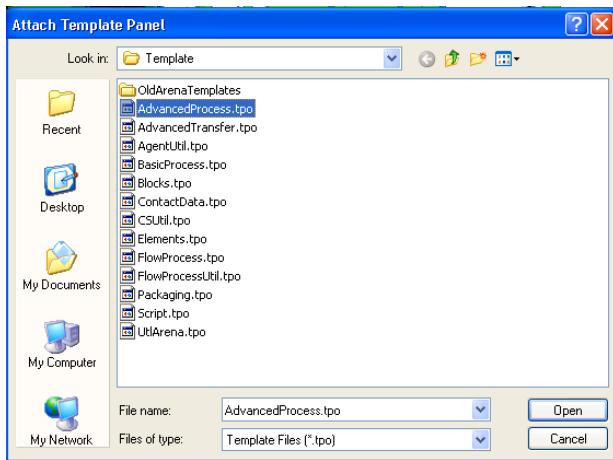 Attach Template Panel
Look in: Template
OldArenaTemplates
AdvancedProcess.tpo
AdvancedTransfer.tpo
AgentUtil.tpo
BasicProcess.tpo
Blocks.tpo
ContactData.tpo
CSUtil.tpo
Elements.tpo
FlowProcess.tpo
FlowProcessUtil.tpo
Packaging.tpo
Script.tpo
UtlArena.tpo
Recent
Desktop
My Documents
My Computer
My Network
File name: AdvancedProcess.tpo Open
Files of type: Template Files (*.tpo) Cancel